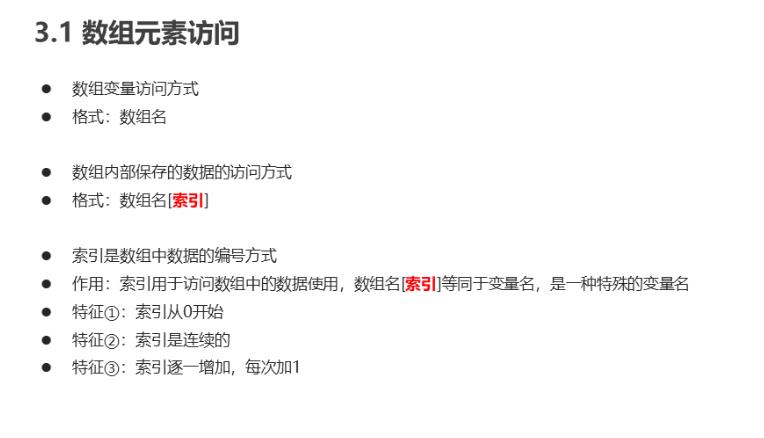 3.1 数组元素访问
● 数组变量访问方式
● 格式：数组名
● 数组内部保存的数据的访问方式
● 格式：数组名[索引]
● 索引是数组中数据的编号方式
● 作用：索引用于访问数组中的数据使用，数组名[索引]等同于变量名，是一种特殊的变量名
● 特征①：索引从0开始
● 特征②：索引是连续的
● 特征③：索引逐一增加，每次加1